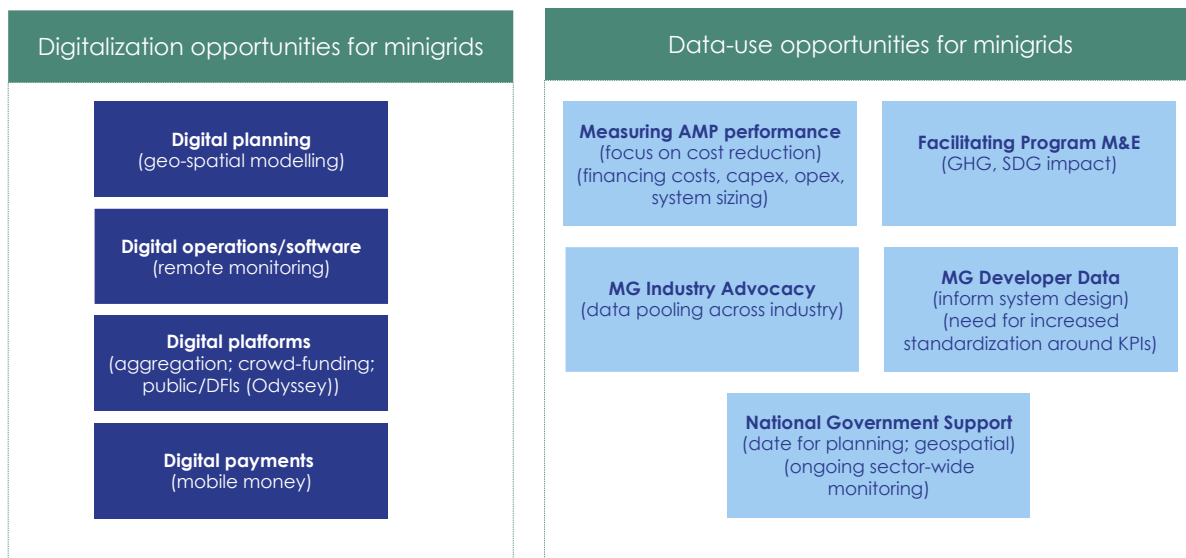 Digitalization opportunities for minigrids
Digital planning
(geo-spatial modelling)
Digital operations/software
(remote monitoring)
Digital platforms
(aggregation; crowd-funding;
public/DFIs (Odyssey))
Digital payments
(mobile money)
Data-use opportunities for minigrids
Measuring AMP performance
(focus on cost reduction)
(financing costs, capex, opex,
system sizing)
Facilitating Program M&E
(GHG, SDG impact)
MG Industry Advocacy
(data pooling across industry)
MG Developer Data
(inform system design)
(need for increased
standardization around KPIs)
National Government Support
(date for planning; geospatial)
(ongoing sector-wide
monitoring)